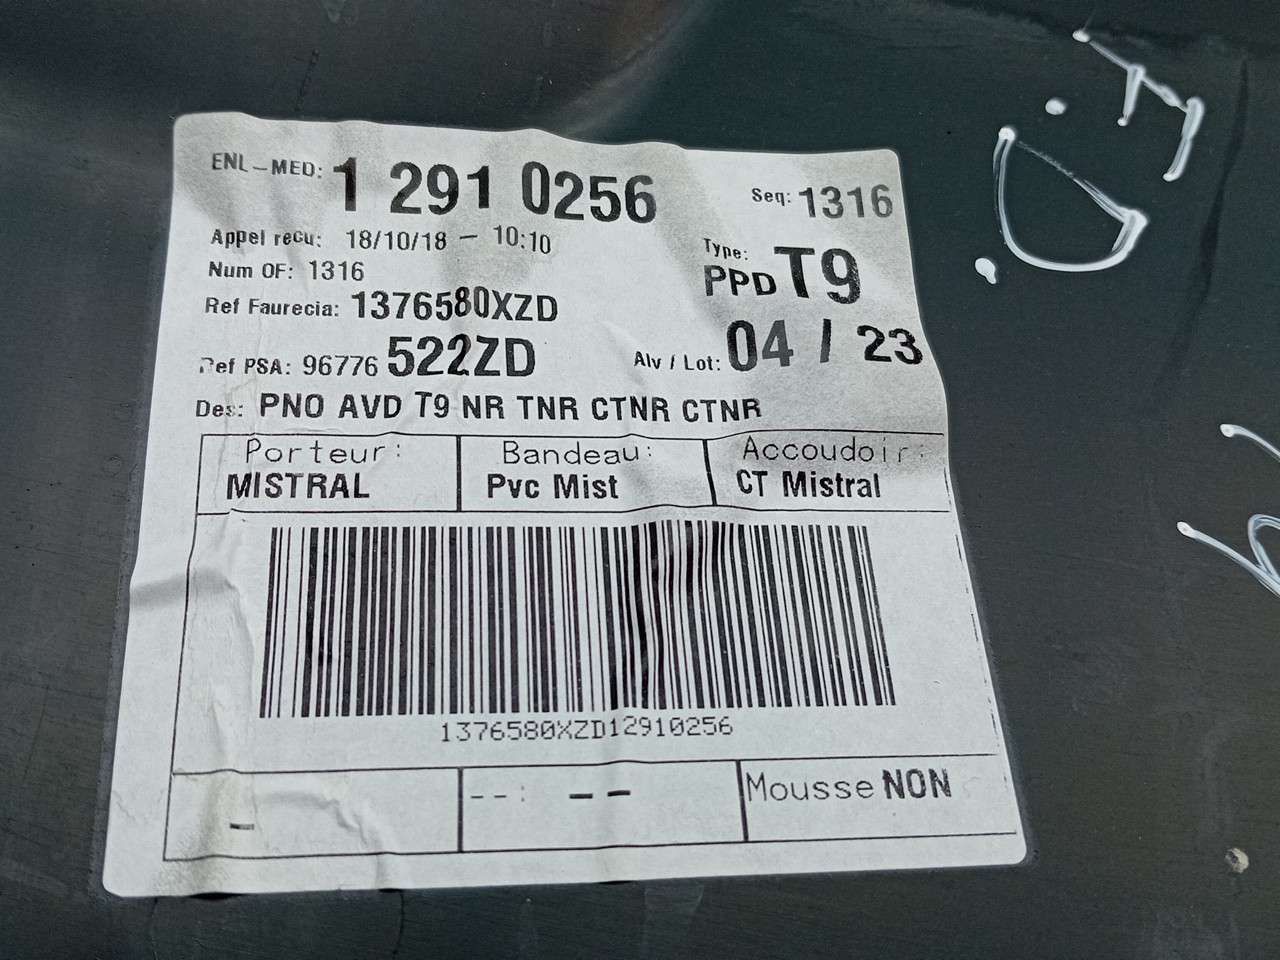 ENL-MED: 1 291 0256
Seq: 1316
Appel recu: 18/10/18 - 10:10
Num OF: 1316
Type: PPD T9
Ref Faurecia: 1376580XZD
Ref PSA: 96776 522ZD
Alv / Lot: 04 / 23
Des: PNO AVD T9 NR TNR CTNR CTNR
Porteur: Bandeau: Accoudoir:
MISTRAL Pvc Mist CT Mistral
1376580XZD12910256
- --: -- Mousse NON